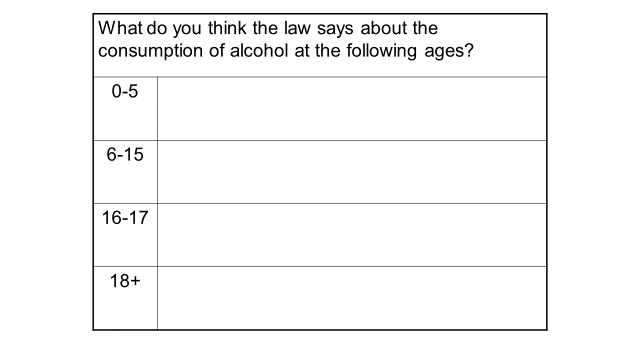 What do you think the law says about the
consumption of alcohol at the following ages?
0-5
6-15
16-17
18+